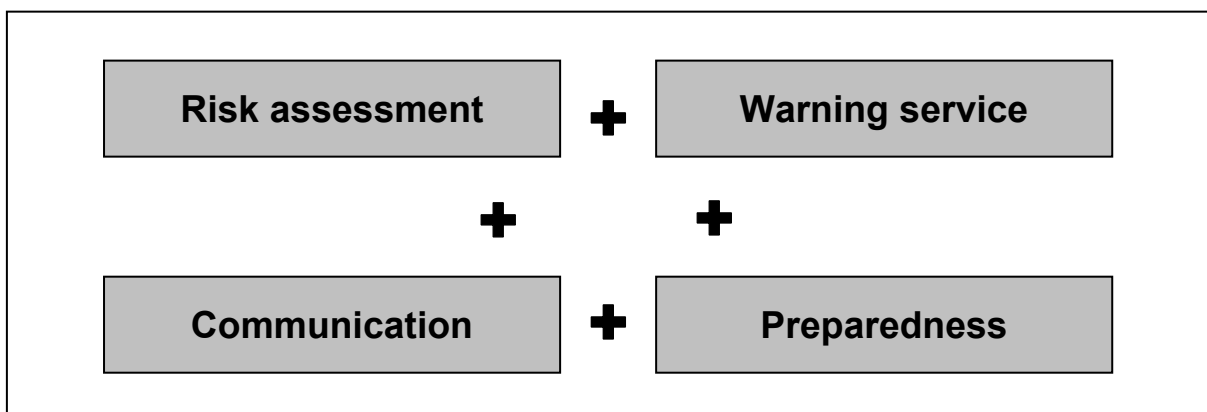 Risk assessment
Warning service
Communication
Preparedness